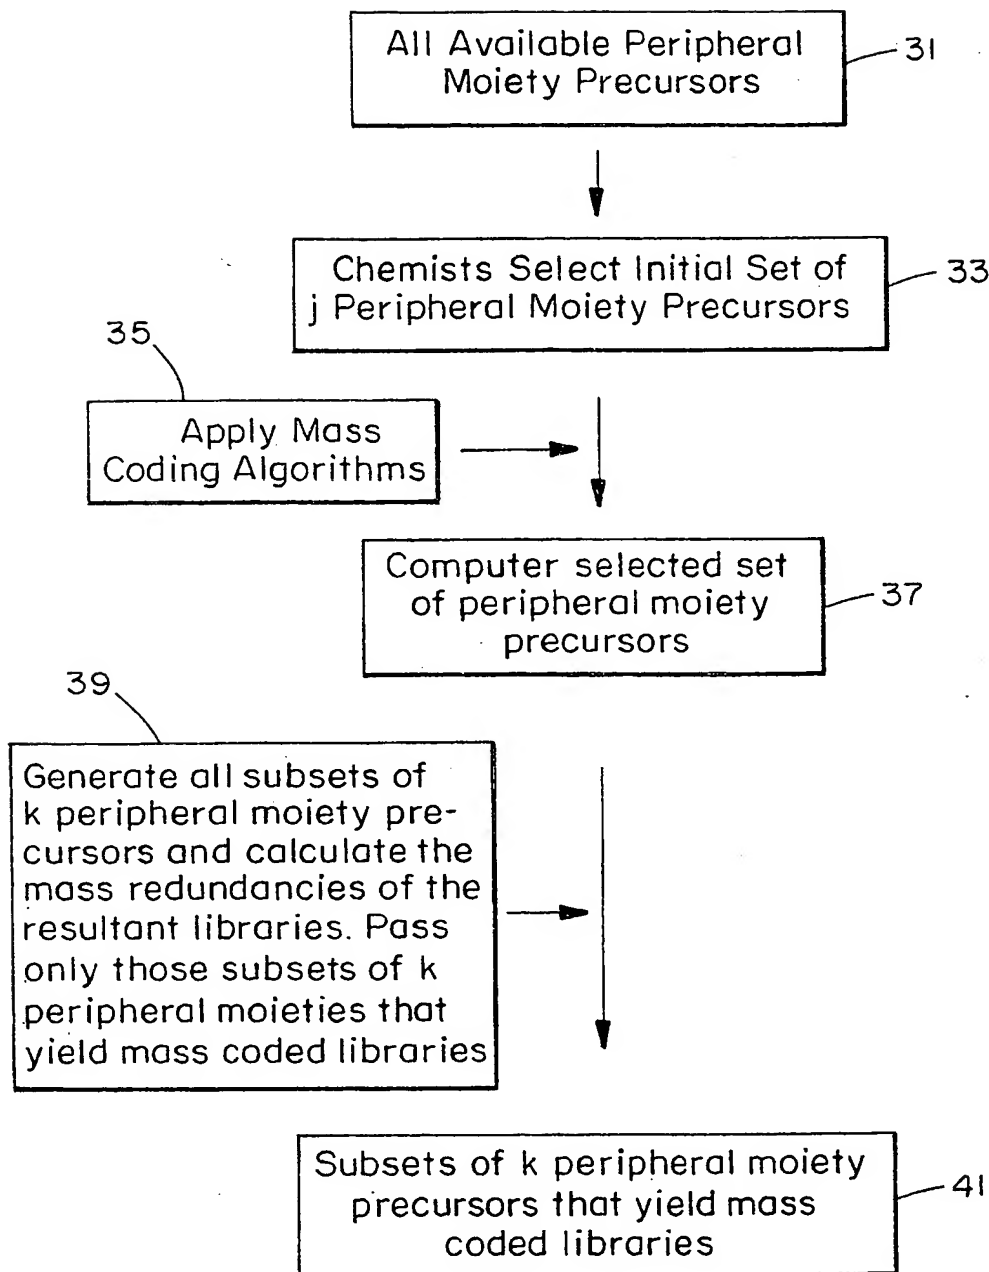 All Available Peripheral
Moiety Precursors
31
Chemists Select Initial Set of
j Peripheral Moiety Precursors
33
35
Apply Mass
Coding Algorithms
Computer selected set
of peripheral moiety
precursors
37
39
Generate all subsets of
k peripheral moiety pre-
cursors and calculate the
mass redundancies of the
resultant libraries. Pass
only those subsets of k
peripheral moieties that
yield mass coded libraries
Subsets of k peripheral moiety
precursors that yield mass
coded libraries
41